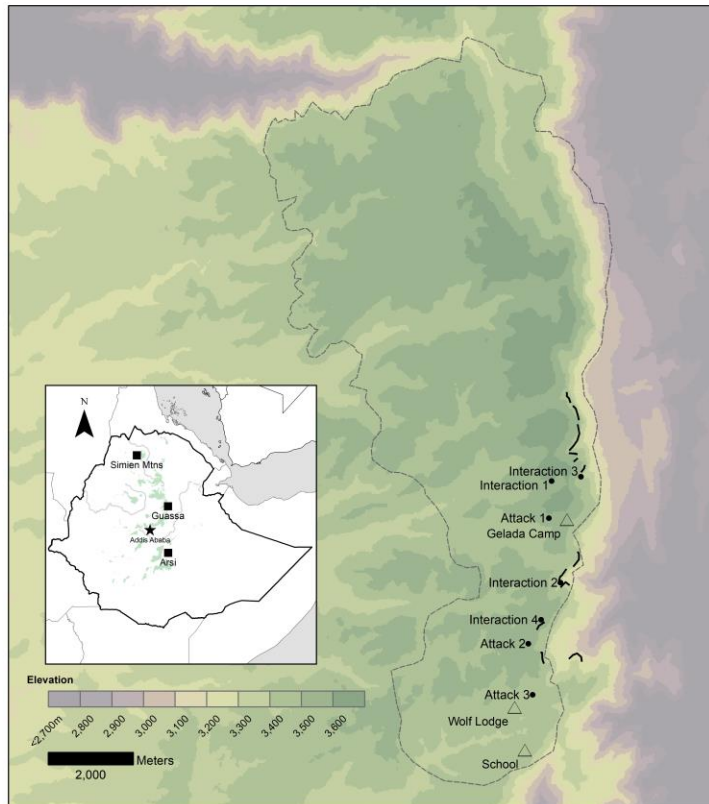 Interaction 3
Interaction 1
Attack 1
Gelada Camp
Interaction 2
Interaction 4
Attack 2
Attack 3
Wolf Lodge
School
N
Simien Mtns
Guassa
Addis Ababa
Arsi
Elevation
<2,700m
2,800
2,900
3,000
3,100
3,200
3,300
3,400
3,500
3,600
Meters
2,000